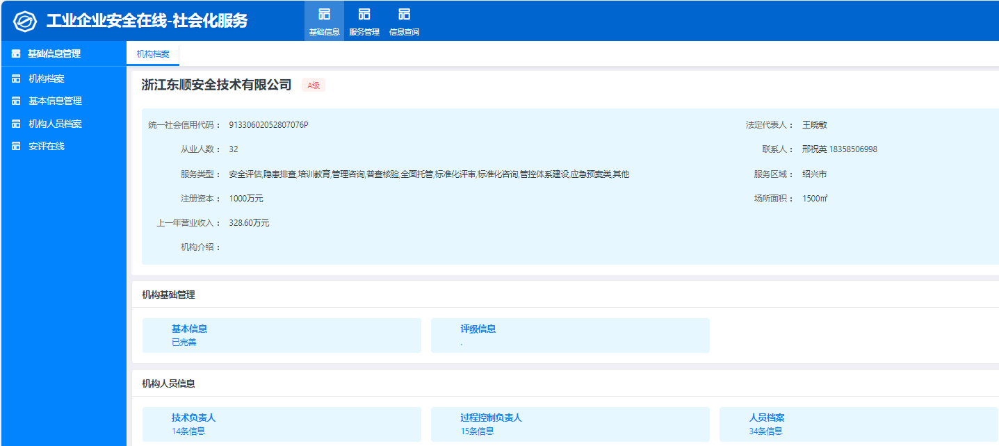 工业企业安全在线-社会化服务
基础信息 服务管理 信息查阅
基础信息管理
机构档案
机构档案
基本信息管理
机构人员档案
安评在线
浙江东顺安全技术有限公司 A级
统一社会信用代码： 91330602052807076P 法定代表人： 王晓敏
从业人数： 32 联系人： 邢祝英 18358506998
服务类型： 安全评估,隐患排查,培训教育,管理咨询,普查核验,全面托管,标准化评审,标准化咨询,管控体系建设,应急预案类,其他 服务区域： 绍兴市
注册资本： 1000万元 场所面积： 1500㎡
上一年营业收入： 328.60万元
机构介绍：
机构基础管理
基本信息 评级信息
已完善 .
机构人员信息
技术负责人 过程控制负责人 人员档案
14条信息 15条信息 34条信息